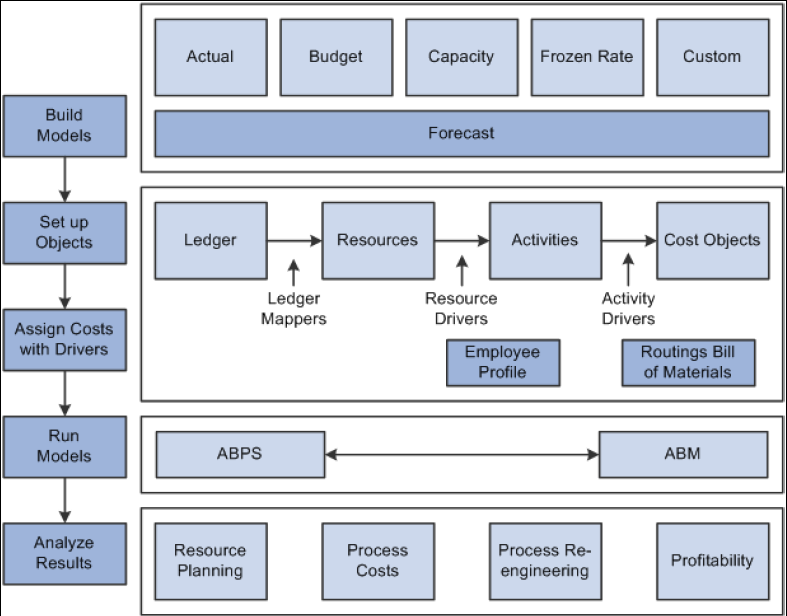 Actual
Budget
Capacity
Frozen Rate
Custom
Build
Models
Forecast
Set up
Objects
Ledger
Resources
Activities
Cost Objects
Ledger
Mappers
Resource
Drivers
Activity
Drivers
Assign Costs
with Drivers
Employee
Profile
Routings Bill
of Materials
Run
Models
ABPS
ABM
Analyze
Results
Resource
Planning
Process
Costs
Process Re-
engineering
Profitability